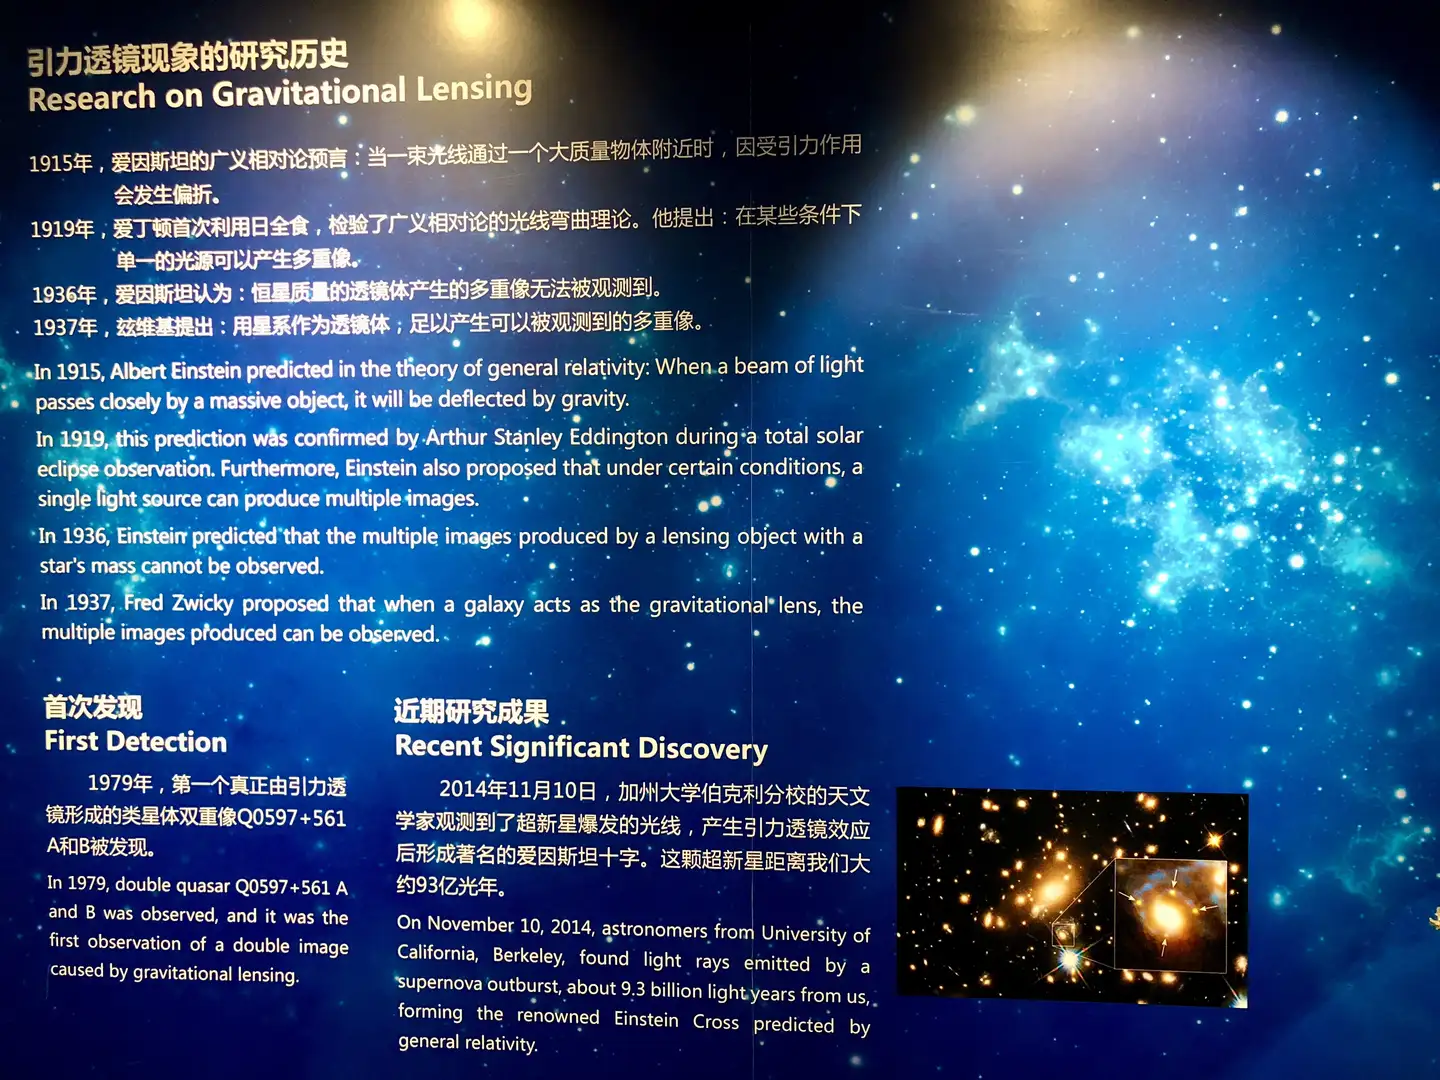 引力透镜现象的研究历史
Research on Gravitational Lensing
1915年，爱因斯坦的广义相对论预言：当一束光线通过一个大质量物体附近时，因受引力作用
会发生偏折。
1919年，爱丁顿首次利用日全食，检验了广义相对论的光线弯曲理论。他提出：在某些条件下
单一的光源可以产生多重像。
1936年，爱因斯坦认为：恒星质量的透镜体产生的多重像无法被观测到。
1937年，兹维基提出：用星系作为透镜体，足以产生可以被观测到的多重像。
In 1915, Albert Einstein predicted in the theory of general relativity: When a beam of light
passes closely by a massive object, it will be deflected by gravity.
In 1919, this prediction was confirmed by Arthur Stanley Eddington during a total solar
eclipse observation. Furthermore, Einstein also proposed that under certain conditions, a
single light source can produce multiple images.
In 1936, Einstein predicted that the multiple images produced by a lensing object with a
star's mass cannot be observed.
In 1937, Fred Zwicky proposed that when a galaxy acts as the gravitational lens, the
multiple images produced can be observed.
首次发现
First Detection
1979年，第一个真正由引力透
镜形成的类星体双重像Q0597+561
A和B被发现。
In 1979, double quasar Q0597+561 A
and B was observed, and it was the
first observation of a double image
caused by gravitational lensing.
近期研究成果
Recent Significant Discovery
2014年11月10日，加州大学伯克利分校的天文
学家观测到了超新星爆发的光线，产生引力透镜效应
后形成著名的爱因斯坦十字。这颗超新星距离我们大
约93亿光年。
On November 10, 2014, astronomers from University of
California, Berkeley, found light rays emitted by a
supernova outburst, about 9.3 billion light years from us,
forming the renowned Einstein Cross predicted by
general relativity.